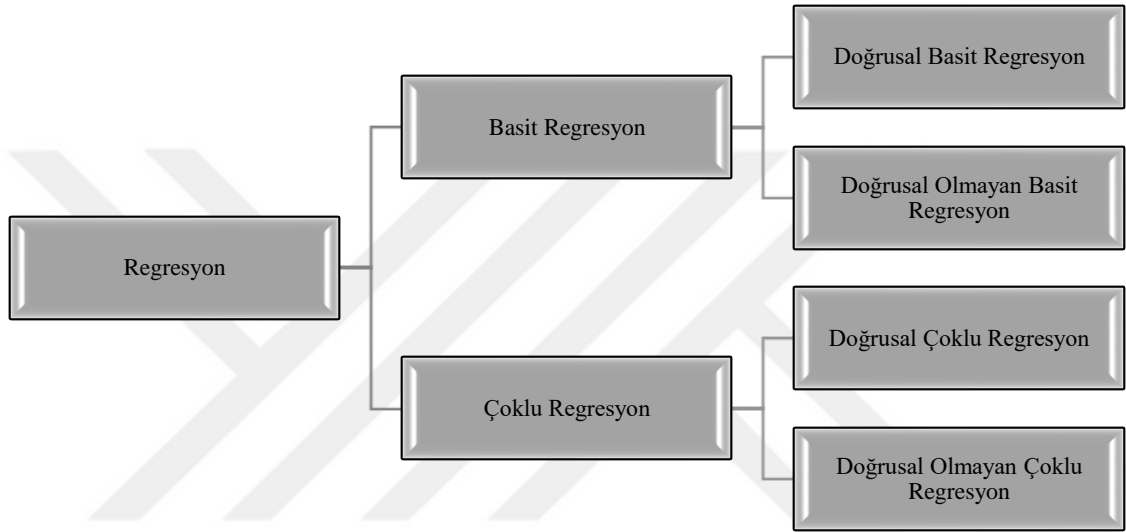 Doğrusal Basit Regresyon
Basit Regresyon
Doğrusal Olmayan Basit
Regresyon
Regresyon
Doğrusal Çoklu Regresyon
Çoklu Regresyon
Doğrusal Olmayan Çoklu
Regresyon